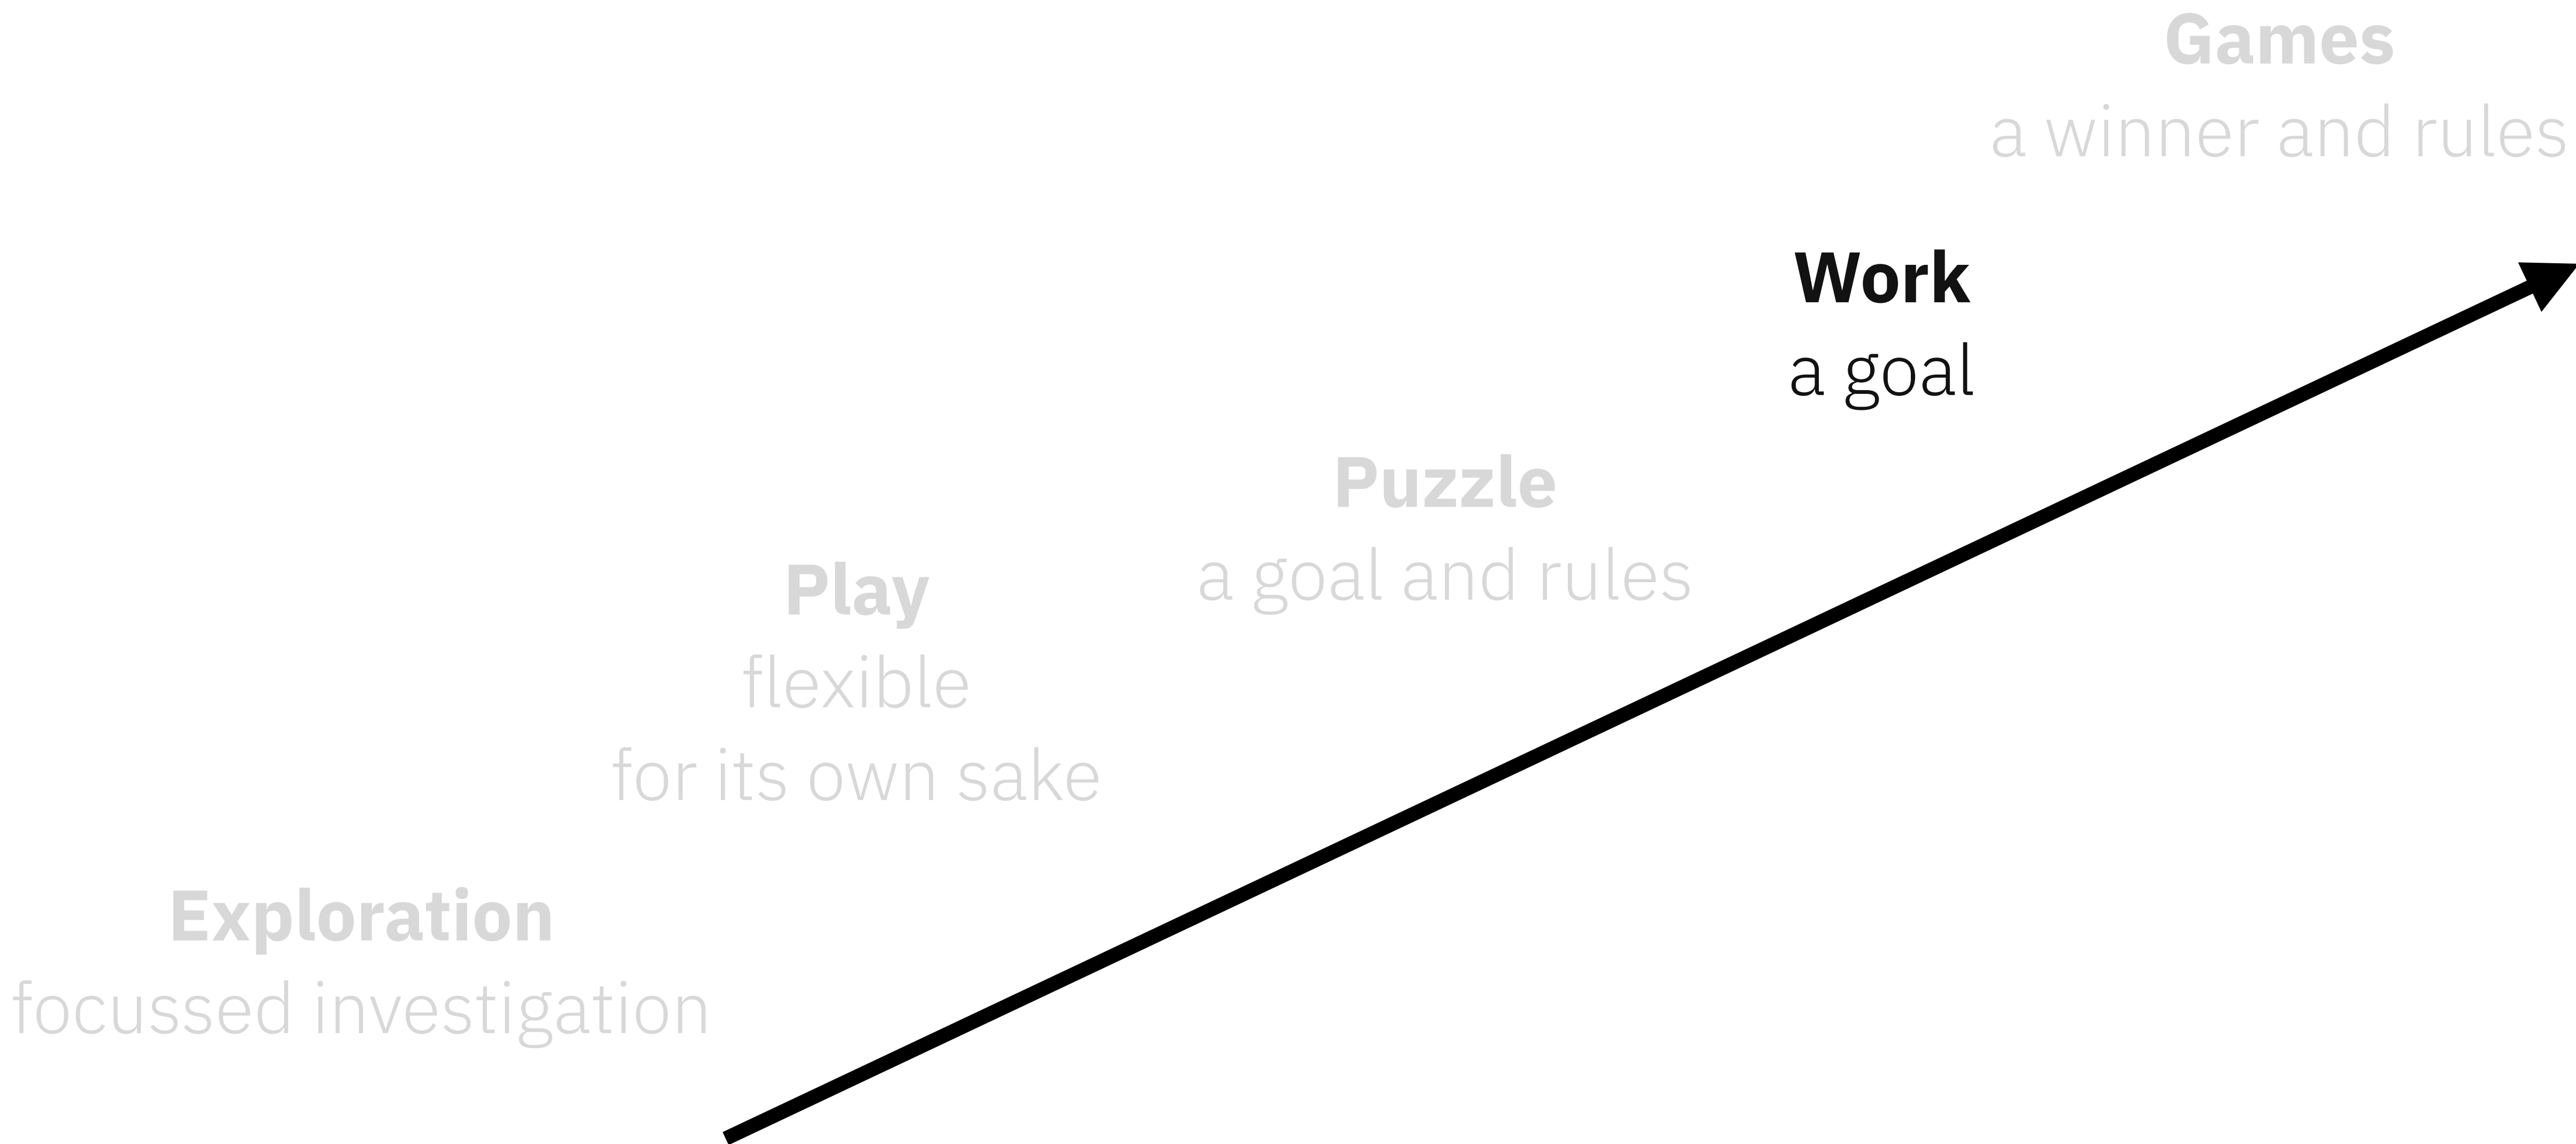 Games
a winner and rules
Work
a goal
Puzzle
a goal and rules
Play
flexible
for its own sake
Exploration
focussed investigation